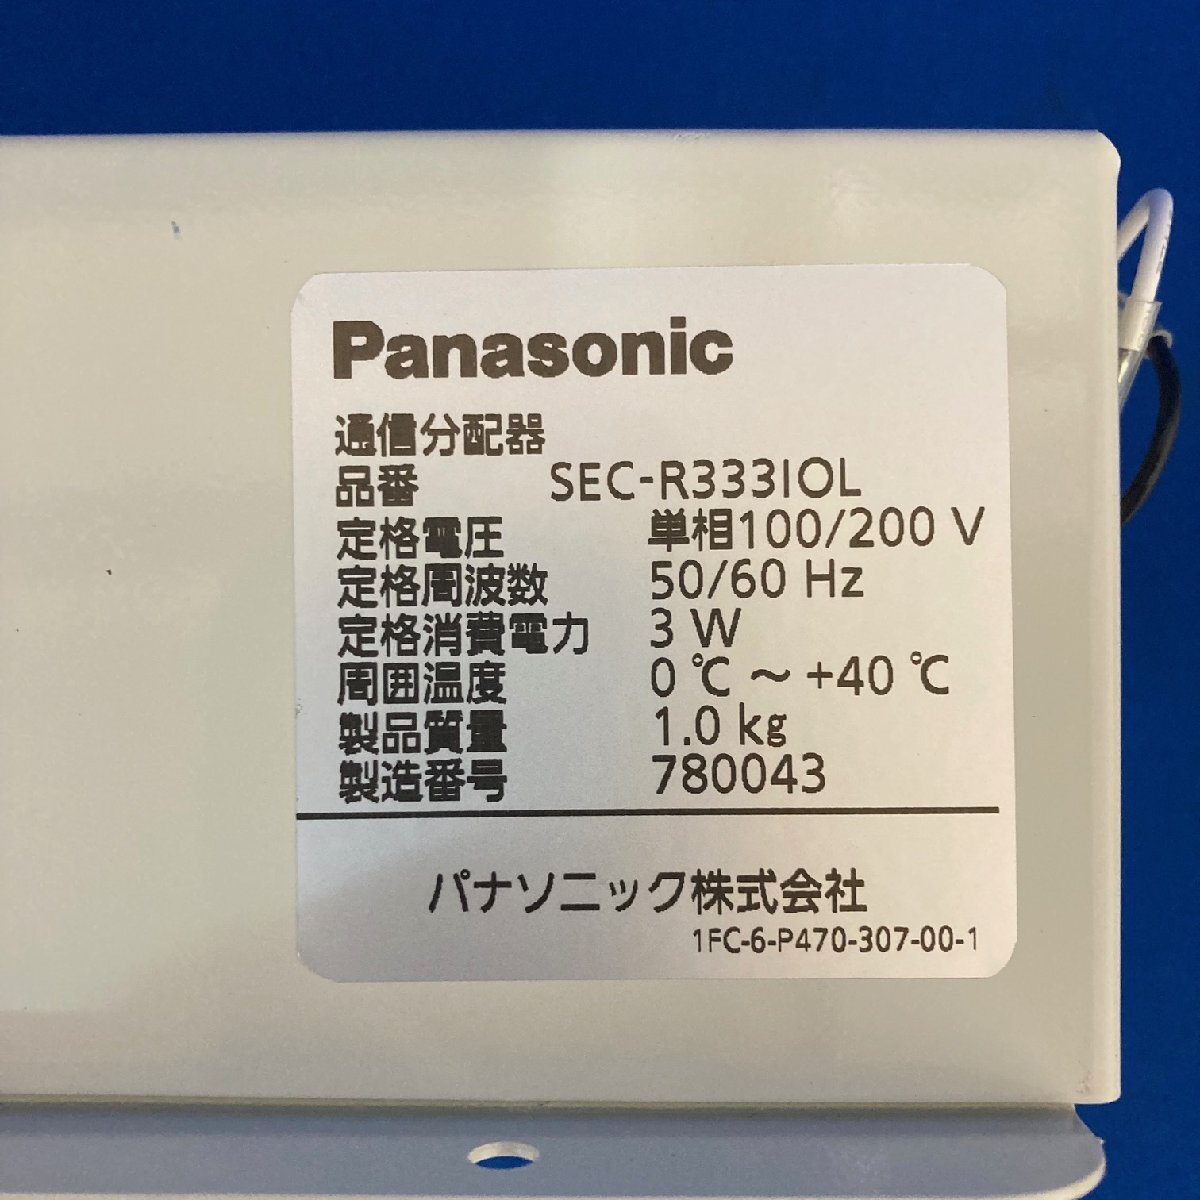 Panasonic
通信分配器
品番 SEC-R333IOL
定格電圧 単相100/200 V
定格周波数 50/60 Hz
定格消費電力 3 W
周囲温度 0 ℃ ～ +40 ℃
製品質量 1.0 kg
製造番号 780043
パナソニック株式会社
1FC-6-P470-307-00-1